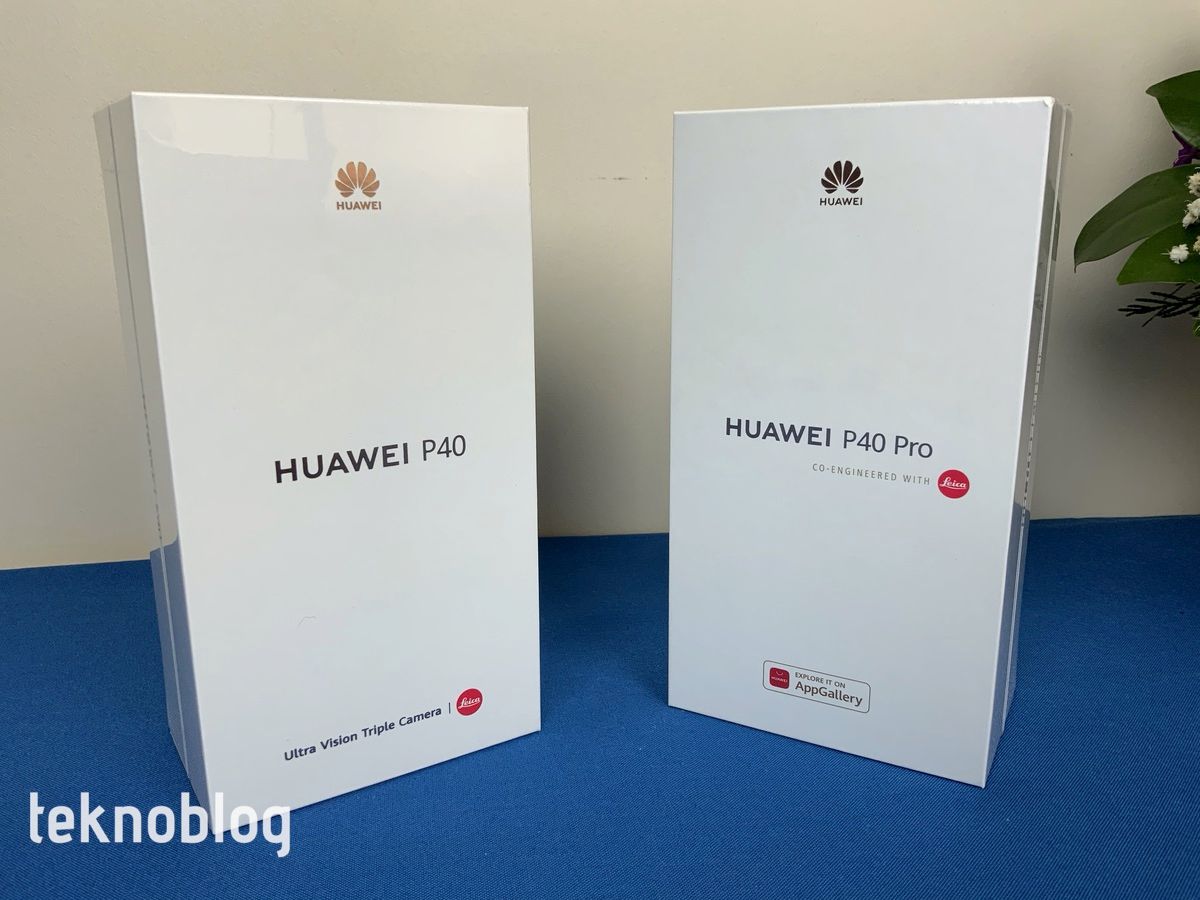 HUAWEI
HUAWEI P40
Ultra Vision Triple Camera | Leica
HUAWEI
HUAWEI P40 Pro
CO-ENGINEERED WITH Leica
HUAWEI
EXPLORE IT ON
AppGallery
teknoblog